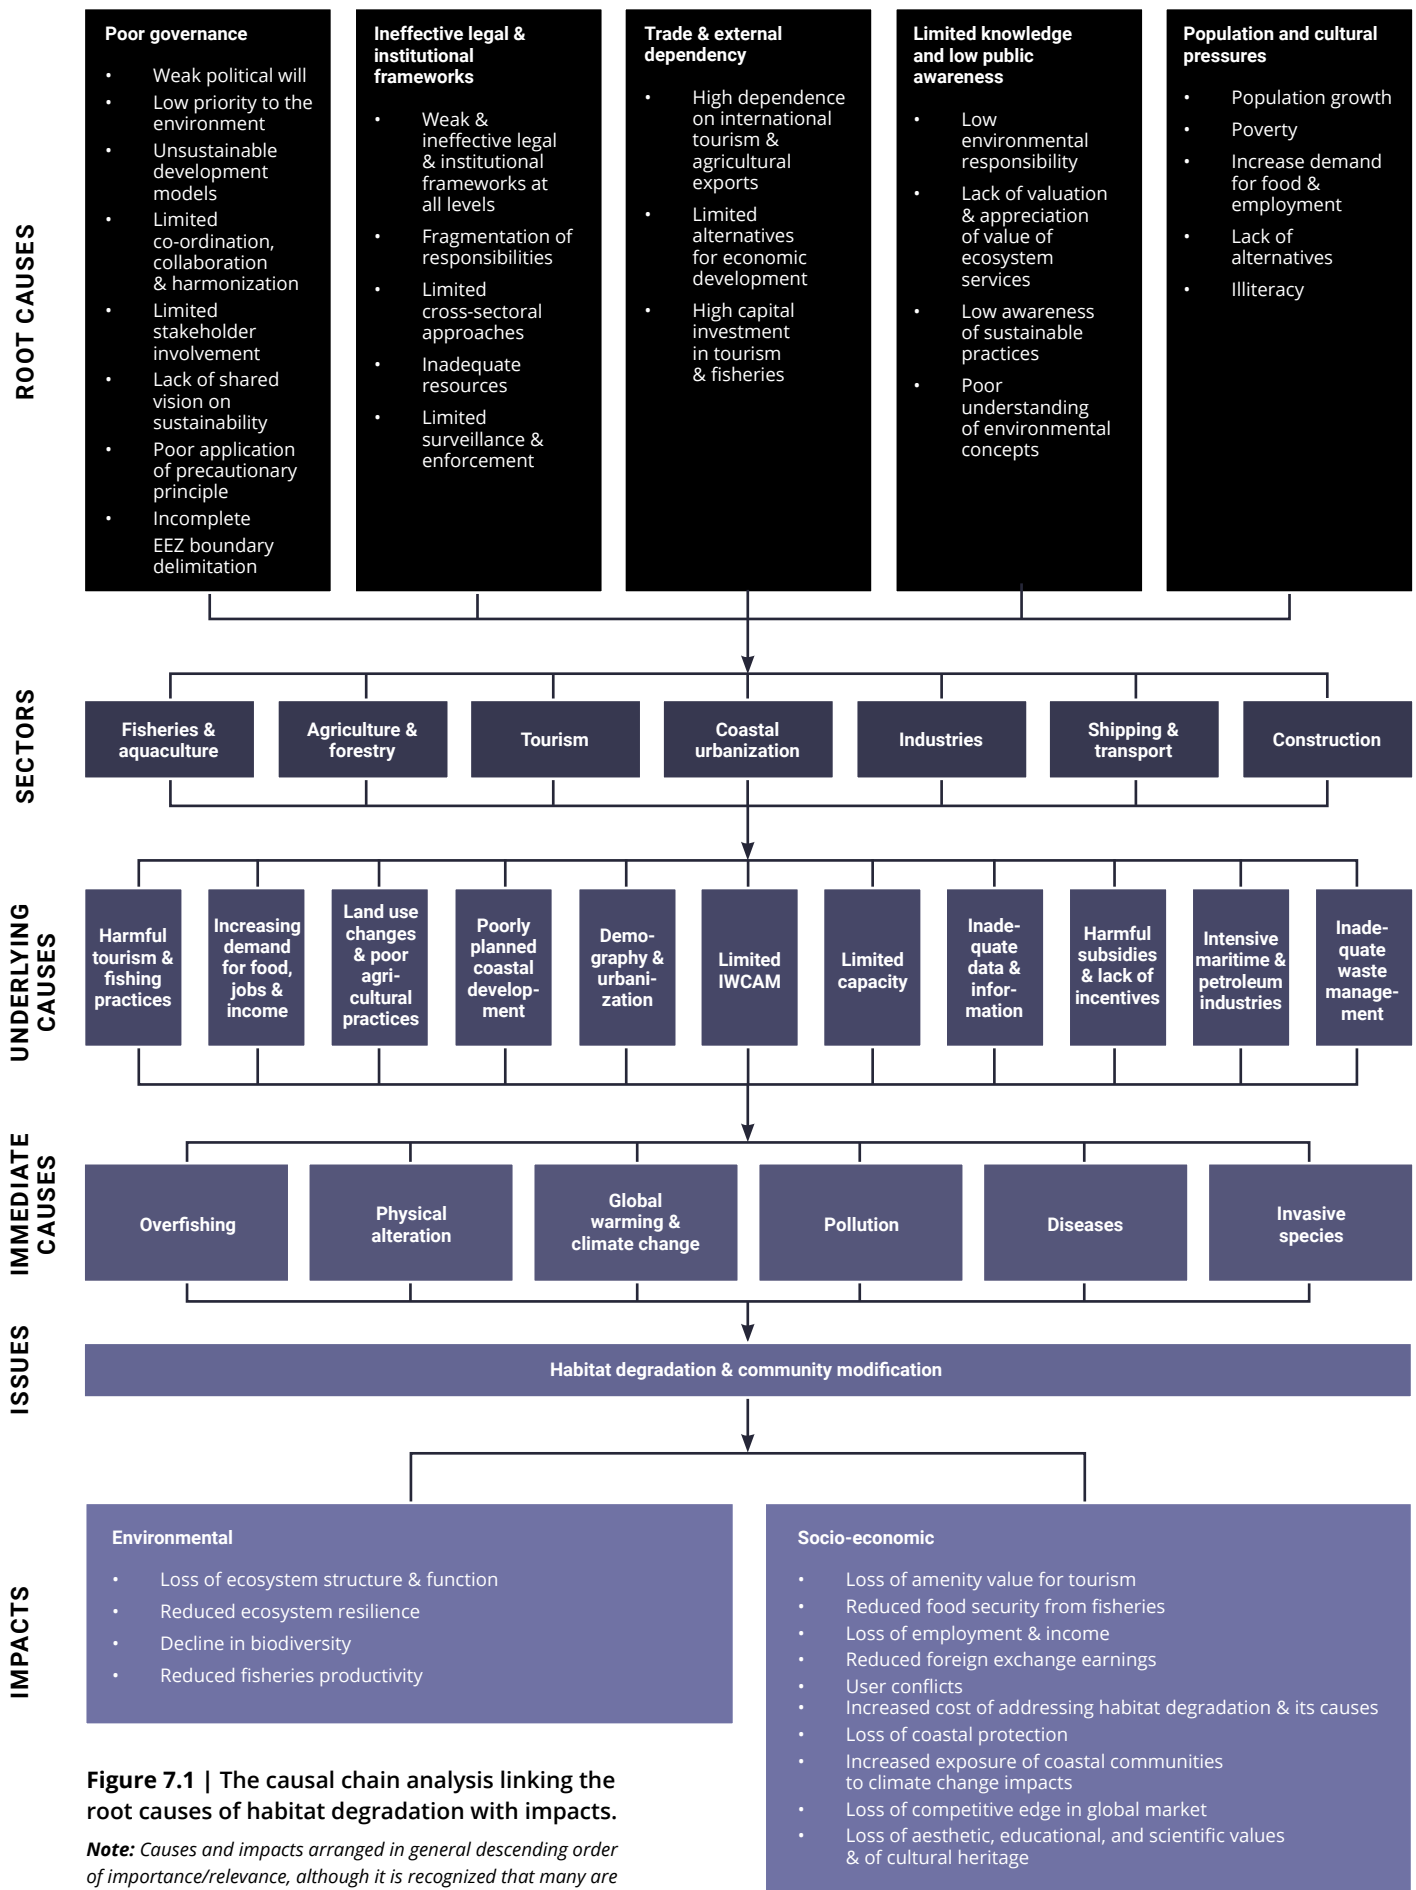 ROOT CAUSES
Poor governance
• Weak political will
• Low priority to the
environment
• Unsustainable
development
models
• Limited
co-ordination,
collaboration
& harmonization
• Limited
stakeholder
involvement
• Lack of shared
vision on
sustainability
• Poor application
of precautionary
principle
• Incomplete
EEZ boundary
delimitation
Ineffective legal &
institutional
frameworks
• Weak &
ineffective legal
& institutional
frameworks at
all levels
• Fragmentation of
responsibilities
• Limited
cross-sectoral
approaches
• Inadequate
resources
• Limited
surveillance &
enforcement
Trade & external
dependency
• High dependence
on international
tourism &
agricultural
exports
• Limited
alternatives
for economic
development
• High capital
investment
in tourism
& fisheries
Limited knowledge
and low public
awareness
• Low
environmental
responsibility
• Lack of valuation
& appreciation
of value of
ecosystem
services
• Low awareness
of sustainable
practices
• Poor
understanding
of environmental
concepts
Population and cultural
pressures
• Population growth
• Poverty
• Increase demand
for food &
employment
• Lack of
alternatives
• Illiteracy
SECTORS
Fisheries &
aquaculture
Agriculture &
forestry
Tourism
Coastal
urbanization
Industries
Shipping &
transport
Construction
UNDERLYING
CAUSES
Harmful
tourism &
fishing
practices
Increasing
demand
for food,
jobs &
income
Land use
changes
& poor
agri-
cultural
practices
Poorly
planned
coastal
develop-
ment
Demo-
graphy &
urbani-
zation
Limited
IWCAM
Limited
capacity
Inade-
quate
data &
infor-
mation
Harmful
subsidies
& lack of
incentives
Intensive
maritime &
petroleum
industries
Inade-
quate
waste
manage-
ment
IMMEDIATE
CAUSES
Overfishing
Physical
alteration
Global
warming &
climate change
Pollution
Diseases
Invasive
species
ISSUES
Habitat degradation & community modification
IMPACTS
Environmental
• Loss of ecosystem structure & function
• Reduced ecosystem resilience
• Decline in biodiversity
• Reduced fisheries productivity
Socio-economic
• Loss of amenity value for tourism
• Reduced food security from fisheries
• Loss of employment & income
• Reduced foreign exchange earnings
• User conflicts
• Increased cost of addressing habitat degradation & its causes
• Loss of coastal protection
• Increased exposure of coastal communities
to climate change impacts
• Loss of competitive edge in global market
• Loss of aesthetic, educational, and scientific values
& of cultural heritage
Figure 7.1 | The causal chain analysis linking the
root causes of habitat degradation with impacts.
Note: Causes and impacts arranged in general descending order
of importance/relevance, although it is recognized that many are